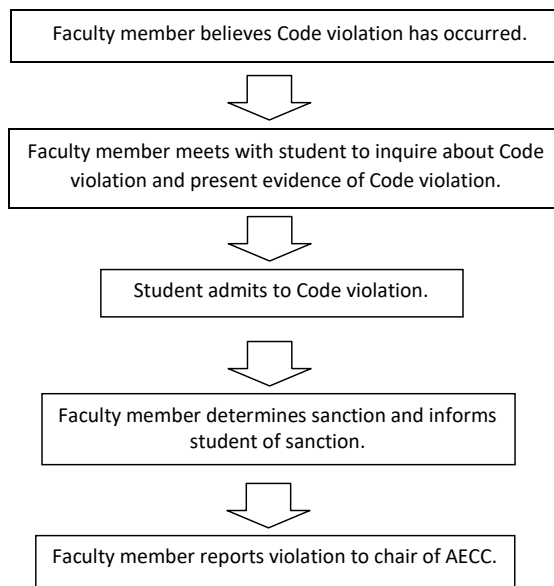 Faculty member believes Code violation has occurred.
Faculty member meets with student to inquire about Code
violation and present evidence of Code violation.
Student admits to Code violation.
Faculty member determines sanction and informs
student of sanction.
Faculty member reports violation to chair of AECC.